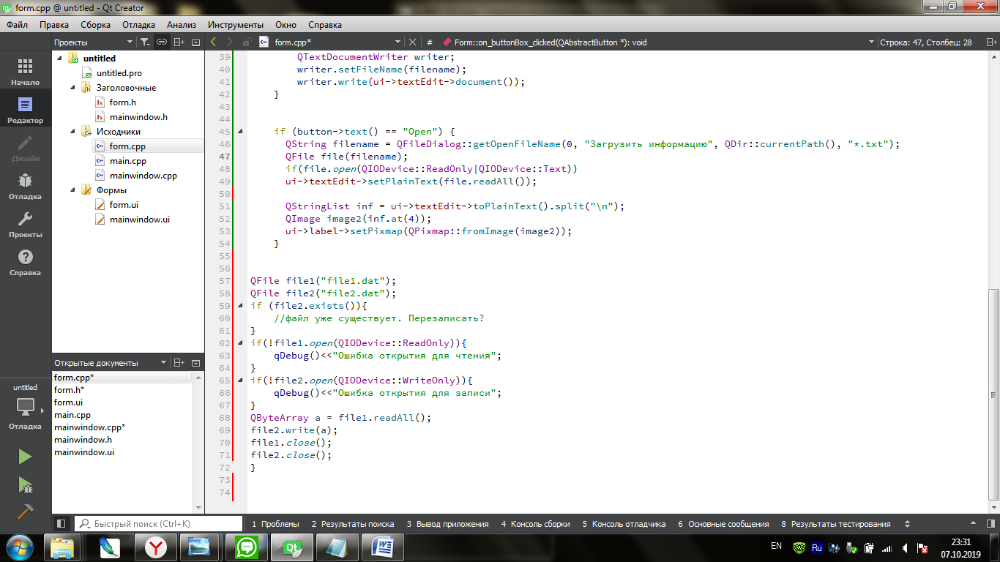 form.cpp @ untitled - Qt Creator
Файл Правка Сборка Отладка Анализ Инструменты Окно Справка
Проекты
form.cpp*
# Form::on_buttonBox_clicked(QAbstractButton *): void
Строка: 47, Столбец: 28
Начало
Редактор
Дизайн
Отладка
Проекты
Справка
untitled
Отладка
untitled
untitled.pro
Заголовочные
form.h
mainwindow.h
Исходники
form.cpp
main.cpp
mainwindow.cpp
Формы
form.ui
mainwindow.ui
Открытые документы
form.cpp*
form.h*
form.ui
main.cpp
mainwindow.cpp*
mainwindow.h
mainwindow.ui
39 QTextDocumentWriter writer;
40 writer.setFileName(filename);
41 writer.write(ui->textEdit->document());
42 }
43
44
45 if (button->text() == "Open") {
46 QString filename = QFileDialog::getOpenFileName(0, "Загрузить информацию", QDir::currentPath(), "*.txt");
47 QFile file(filename);
48 if(file.open(QIODevice::ReadOnly|QIODevice::Text))
49 ui->textEdit->setPlainText(file.readAll());
50
51 QStringList inf = ui->textEdit->toPlainText().split("\n");
52 QImage image2(inf.at(4));
53 ui->label->setPixmap(QPixmap::fromImage(image2));
54 }
55
56
57 QFile file1("file1.dat");
58 QFile file2("file2.dat");
59 if (file2.exists()){
60 //файл уже существует. Перезаписать?
61 }
62 if(!file1.open(QIODevice::ReadOnly)){
63 qDebug()<<"Ошибка открытия для чтения";
64 }
65 if(!file2.open(QIODevice::WriteOnly)){
66 qDebug()<<"Ошибка открытия для записи";
67 }
68 QByteArray a = file1.readAll();
69 file2.write(a);
70 file1.close();
71 file2.close();
72 }
73
74
Быстрый поиск (Ctrl+K)
1 Проблемы 2 Результаты поиска 3 Вывод приложения 4 Консоль сборки 5 Консоль отладчика 6 Основные сообщения 8 Результаты тестирования
EN
Ru
23:31
07.10.2019